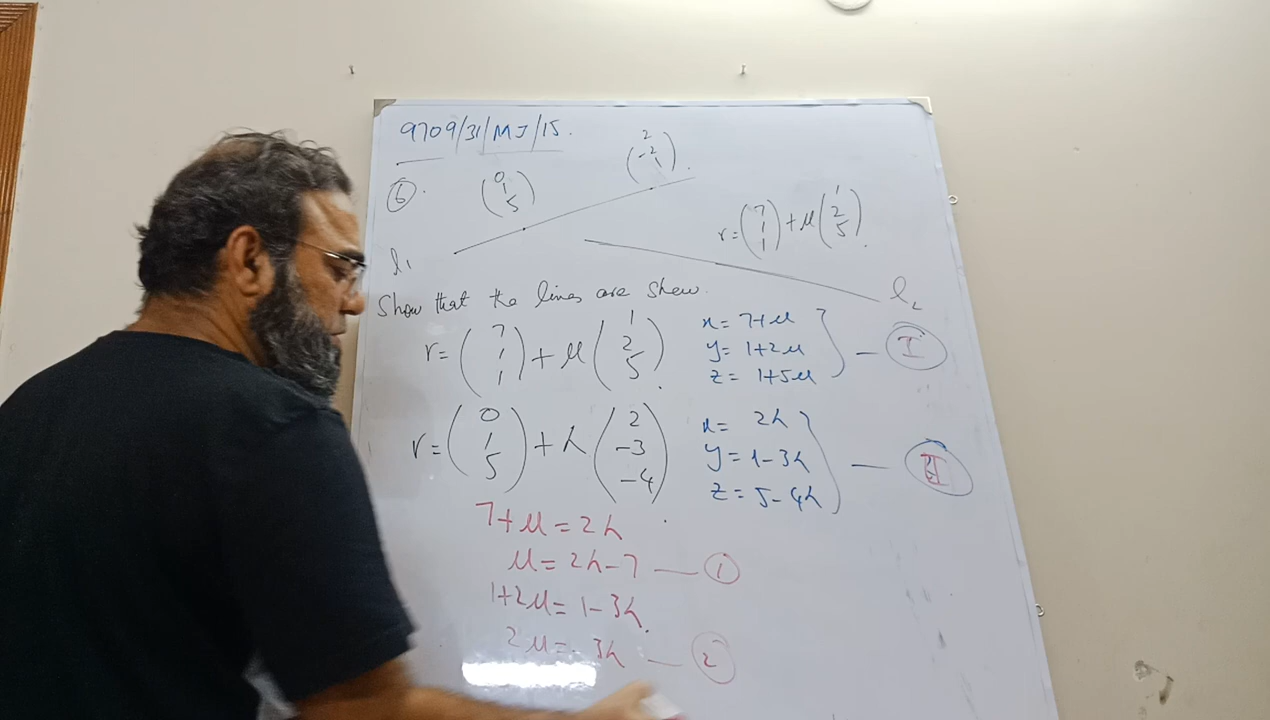 9709/31/MJ/15.
6. (0 1 5) (2 -2 1).
r = (7 1 1) + μ (1 2 5).
l₁
l₂
Show that the lines are skew.
r = (7 1 1) + μ (1 2 5).
x = 7+μ
y = 1+2μ
z = 1+5μ } — I
r = (0 1 5) + λ (2 -3 -4)
x = 2λ
y = 1-3λ
z = 5-4λ } — II
7+μ = 2λ
μ = 2λ-7 — 1
1+2μ = 1-3λ.
2μ = -3λ — 2